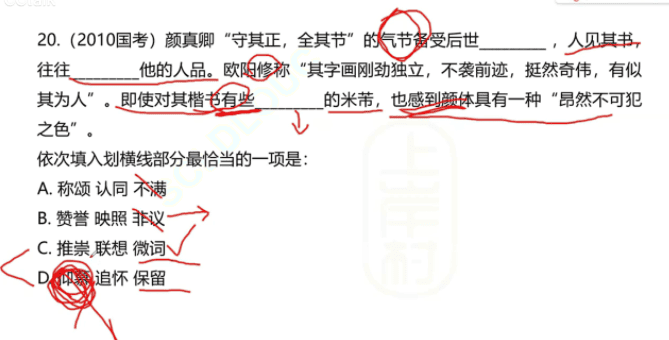 20.（2010国考）颜真卿“守其正，全其节”的气节备受后世________，人见其书，
往往________他的人品。欧阳修称“其字画刚劲独立，不袭前迹，挺然奇伟，有似
其为人”。即使对其楷书有些________的米芾，也感到颜体具有一种“昂然不可犯
之色”。
依次填入划横线部分最恰当的一项是：
A. 称颂 认同 不满
B. 赞誉 映照 非议
C. 推崇 联想 微词
D. 仰慕 追怀 保留
上岸村